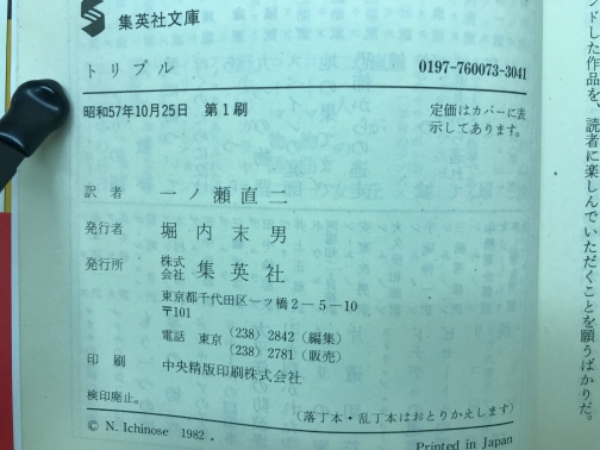 集英社文庫
トリプル
0197-760073-3041
昭和57年10月25日 第1刷
定価はカバーに表
示してあります。
訳者 一ノ瀬直二
発行者 堀内末男
発行所 株式会社 集英社
東京都千代田区一ツ橋2-5-10
〒101
電話 東京 (238) 2842 (編集)
(238) 2781 (販売)
印刷 中央精版印刷株式会社
検印廃止。
(落丁本・乱丁本はおとりかえします)
© N. Ichinose 1982.
Printed in Japan
ドした作品を、読者に楽しんでいただくことを願うばかりだ。